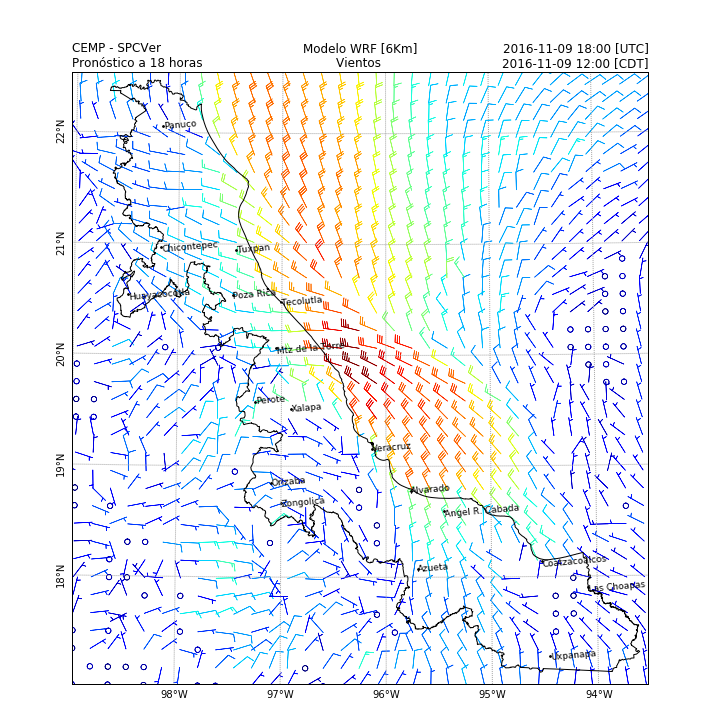 CEMP - SPCVer
Modelo WRF [6Km]
2016-11-09 18:00 [UTC]
Pronóstico a 18 horas
Vientos
2016-11-09 12:00 [CDT]
22°N
Panuco
21°N
Chicontepec
Tuxpan
Huayacocotla
Poza Rica
Tecolutla
20°N
Mtz de la Torre
Perote
Xalapa
19°N
Veracruz
Orizaba
Alvarado
Zongolica
Angel R. Cabada
18°N
Azueta
Coatzacoalcos
Las Choapas
Uxpanapa
98°W
97°W
96°W
95°W
94°W